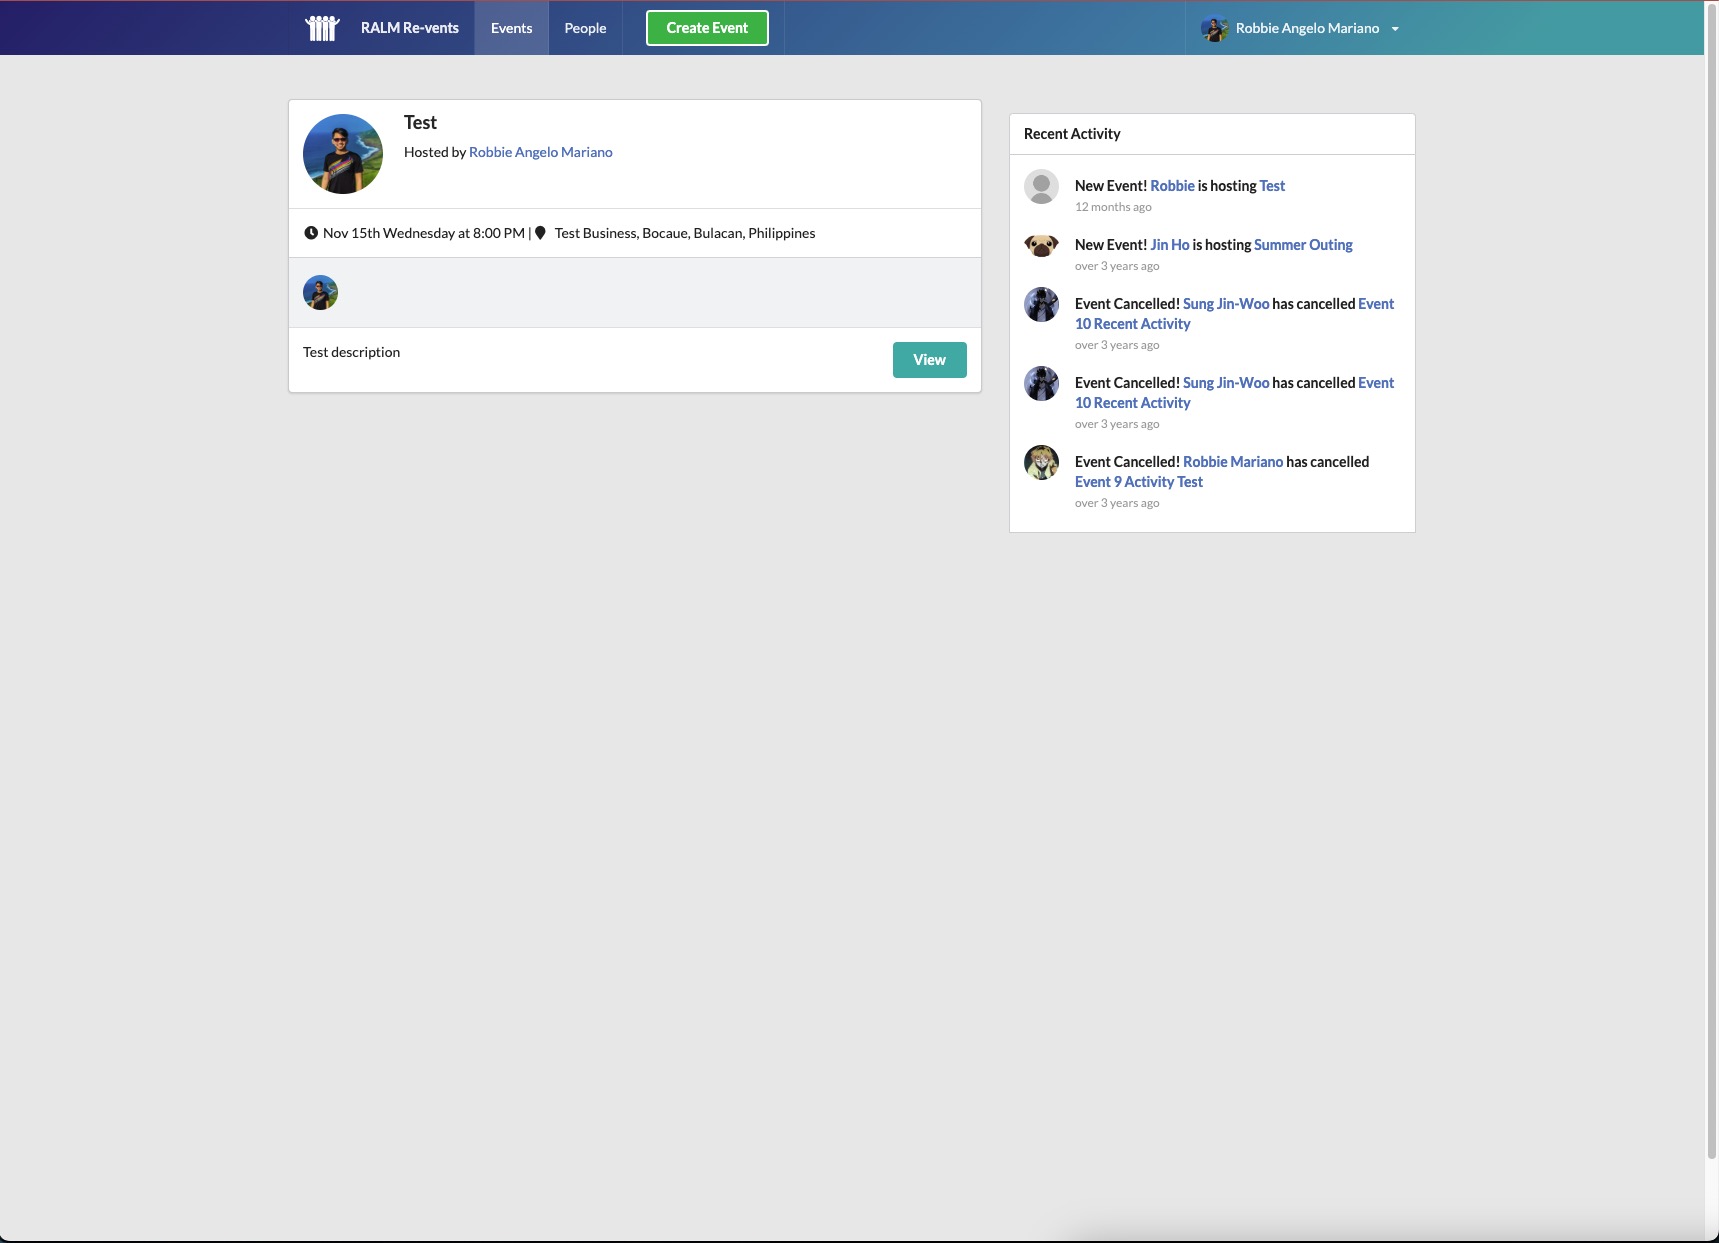 RALM Re-vents
Events
People
Create Event
Robbie Angelo Mariano
Test
Hosted by Robbie Angelo Mariano
Nov 15th Wednesday at 8:00 PM | Test Business, Bocaue, Bulacan, Philippines
Test description
View
Recent Activity
New Event! Robbie is hosting Test
12 months ago
New Event! Jin Ho is hosting Summer Outing
over 3 years ago
Event Cancelled! Sung Jin-Woo has cancelled Event
10 Recent Activity
over 3 years ago
Event Cancelled! Sung Jin-Woo has cancelled Event
10 Recent Activity
over 3 years ago
Event Cancelled! Robbie Mariano has cancelled
Event 9 Activity Test
over 3 years ago